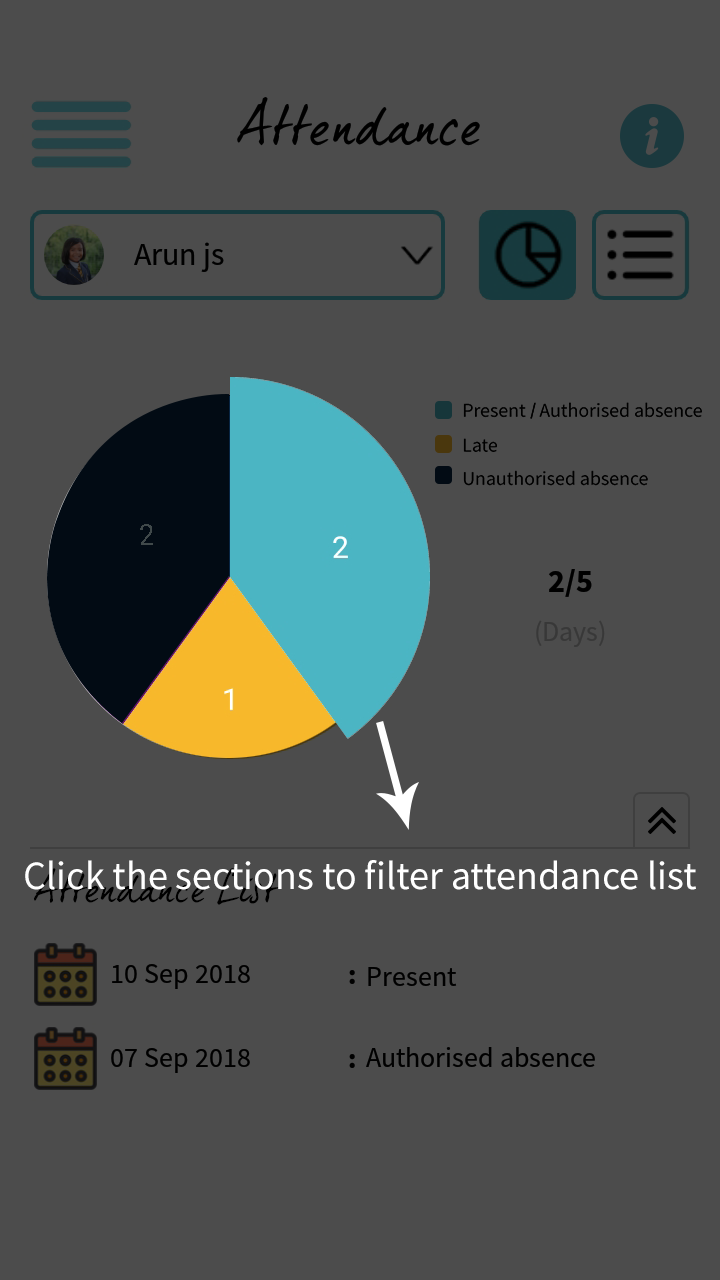 Attendance
i
Arun js
Present / Authorised absence
Late
Unauthorised absence
2
2
1
2/5
(Days)
Click the sections to filter attendance list
Attendance List
10 Sep 2018 : Present
07 Sep 2018 : Authorised absence